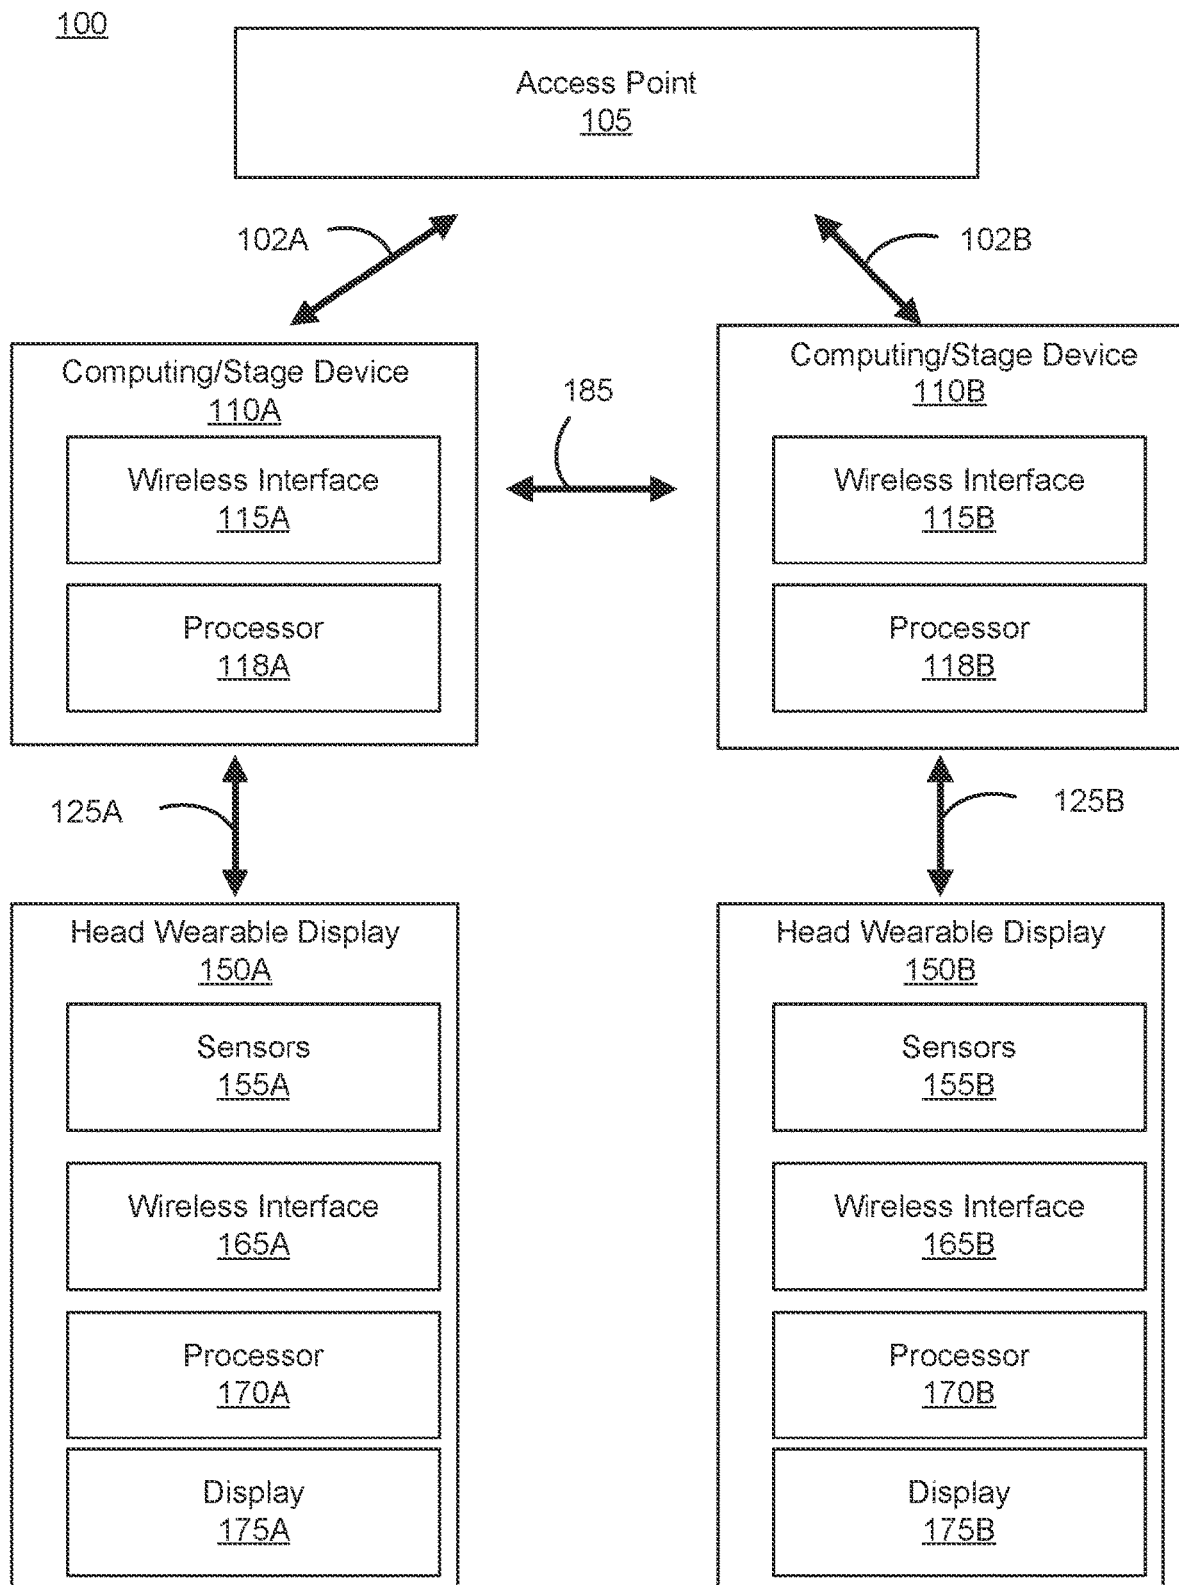 100
Access Point
105
102A
102B
Computing/Stage Device
110A
Wireless Interface
115A
Processor
118A
185
Computing/Stage Device
110B
Wireless Interface
115B
Processor
118B
125A
125B
Head Wearable Display
150A
Sensors
155A
Wireless Interface
165A
Processor
170A
Display
175A
Head Wearable Display
150B
Sensors
155B
Wireless Interface
165B
Processor
170B
Display
175B